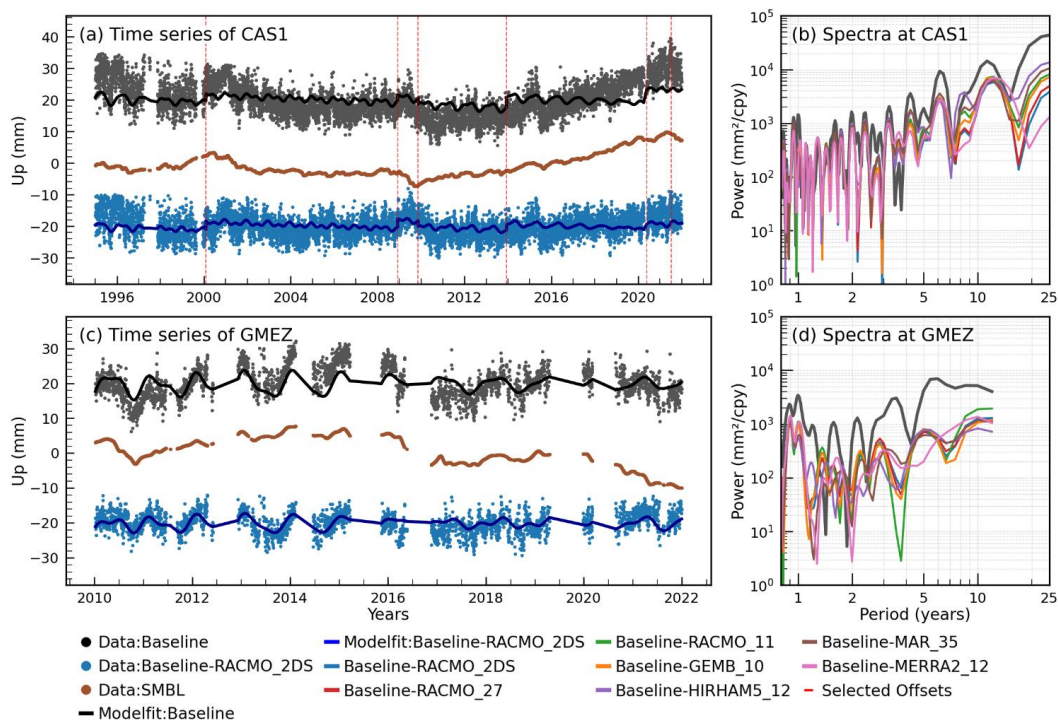 (a) Time series of CAS1
Up (mm)
40
30
20
10
0
−10
−20
−30
1996
2000
2004
2008
2012
2016
2020
(b) Spectra at CAS1
Power (mm²/cpy)
10⁵
10⁴
10³
10²
10¹
10⁰
1
2
5
10
25
(c) Time series of GMEZ
Up (mm)
30
20
10
0
−10
−20
−30
2010
2012
2014
2016
2018
2020
2022
Years
(d) Spectra at GMEZ
Power (mm²/cpy)
10⁵
10⁴
10³
10²
10¹
10⁰
1
2
5
10
25
Period (years)
Data:Baseline
Data:Baseline-RACMO_2DS
Data:SMBL
Modelfit:Baseline
Modelfit:Baseline-RACMO_2DS
Baseline-RACMO_2DS
Baseline-RACMO_27
Baseline-RACMO_11
Baseline-GEMB_10
Baseline-HIRHAM5_12
Baseline-MAR_35
Baseline-MERRA2_12
Selected Offsets